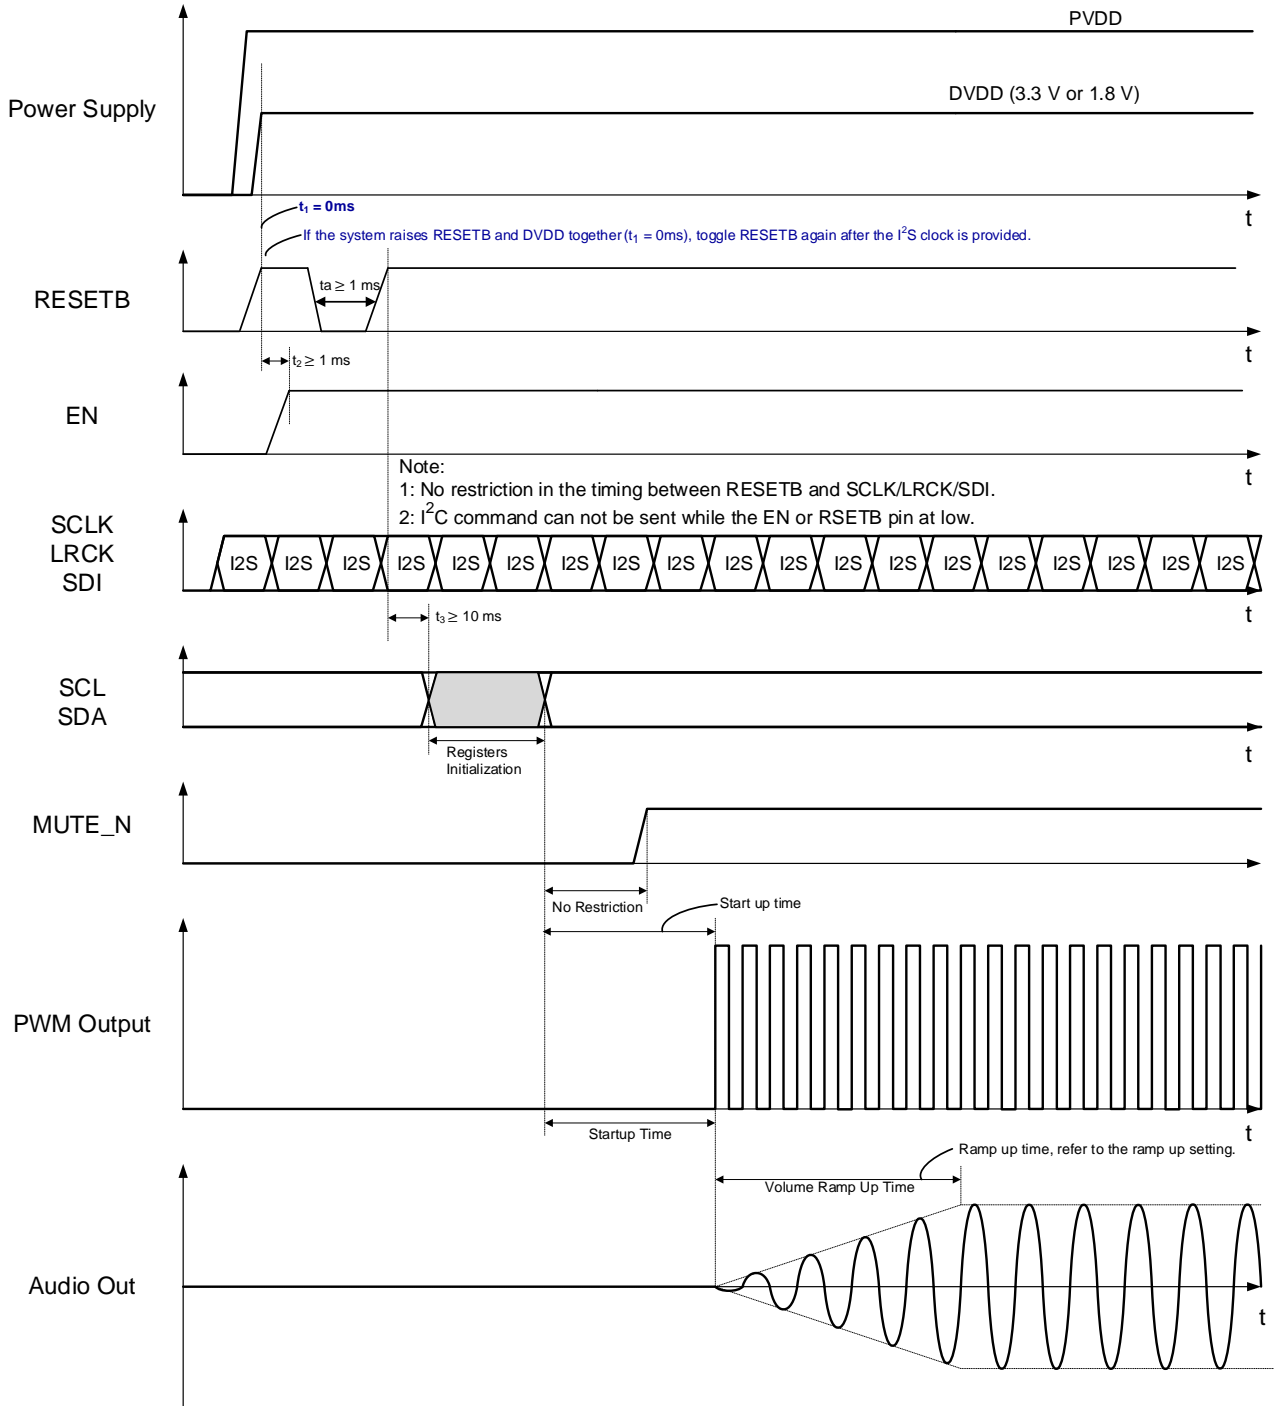 PVDD
DVDD (3.3 V or 1.8 V)
Power Supply
t
t₁ = 0ms
If the system raises RESETB and DVDD together (t₁ = 0ms), toggle RESETB again after the I²S clock is provided.
RESETB
ta ≥ 1 ms
t
t₂ ≥ 1 ms
EN
t
Note:
1: No restriction in the timing between RESETB and SCLK/LRCK/SDI.
2: I²C command can not be sent while the EN or RSETB pin at low.
SCLK
LRCK
SDI
I2S I2S I2S I2S I2S I2S I2S I2S I2S I2S I2S I2S I2S I2S I2S I2S I2S I2S I2S
t
t₃ ≥ 10 ms
SCL
SDA
t
Registers
Initialization
MUTE_N
No Restriction
Start up time
PWM Output
t
Startup Time
Ramp up time, refer to the ramp up setting.
Volume Ramp Up Time
Audio Out
t